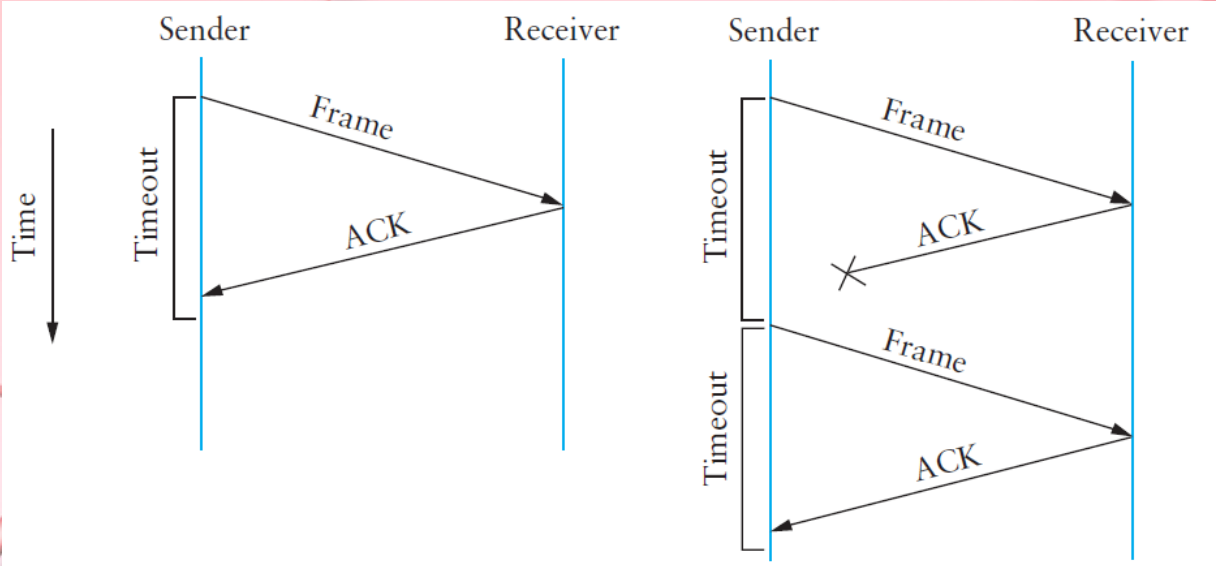 Sender
Receiver
Time
Timeout
Frame
ACK
Sender
Receiver
Timeout
Frame
ACK
Timeout
Frame
ACK